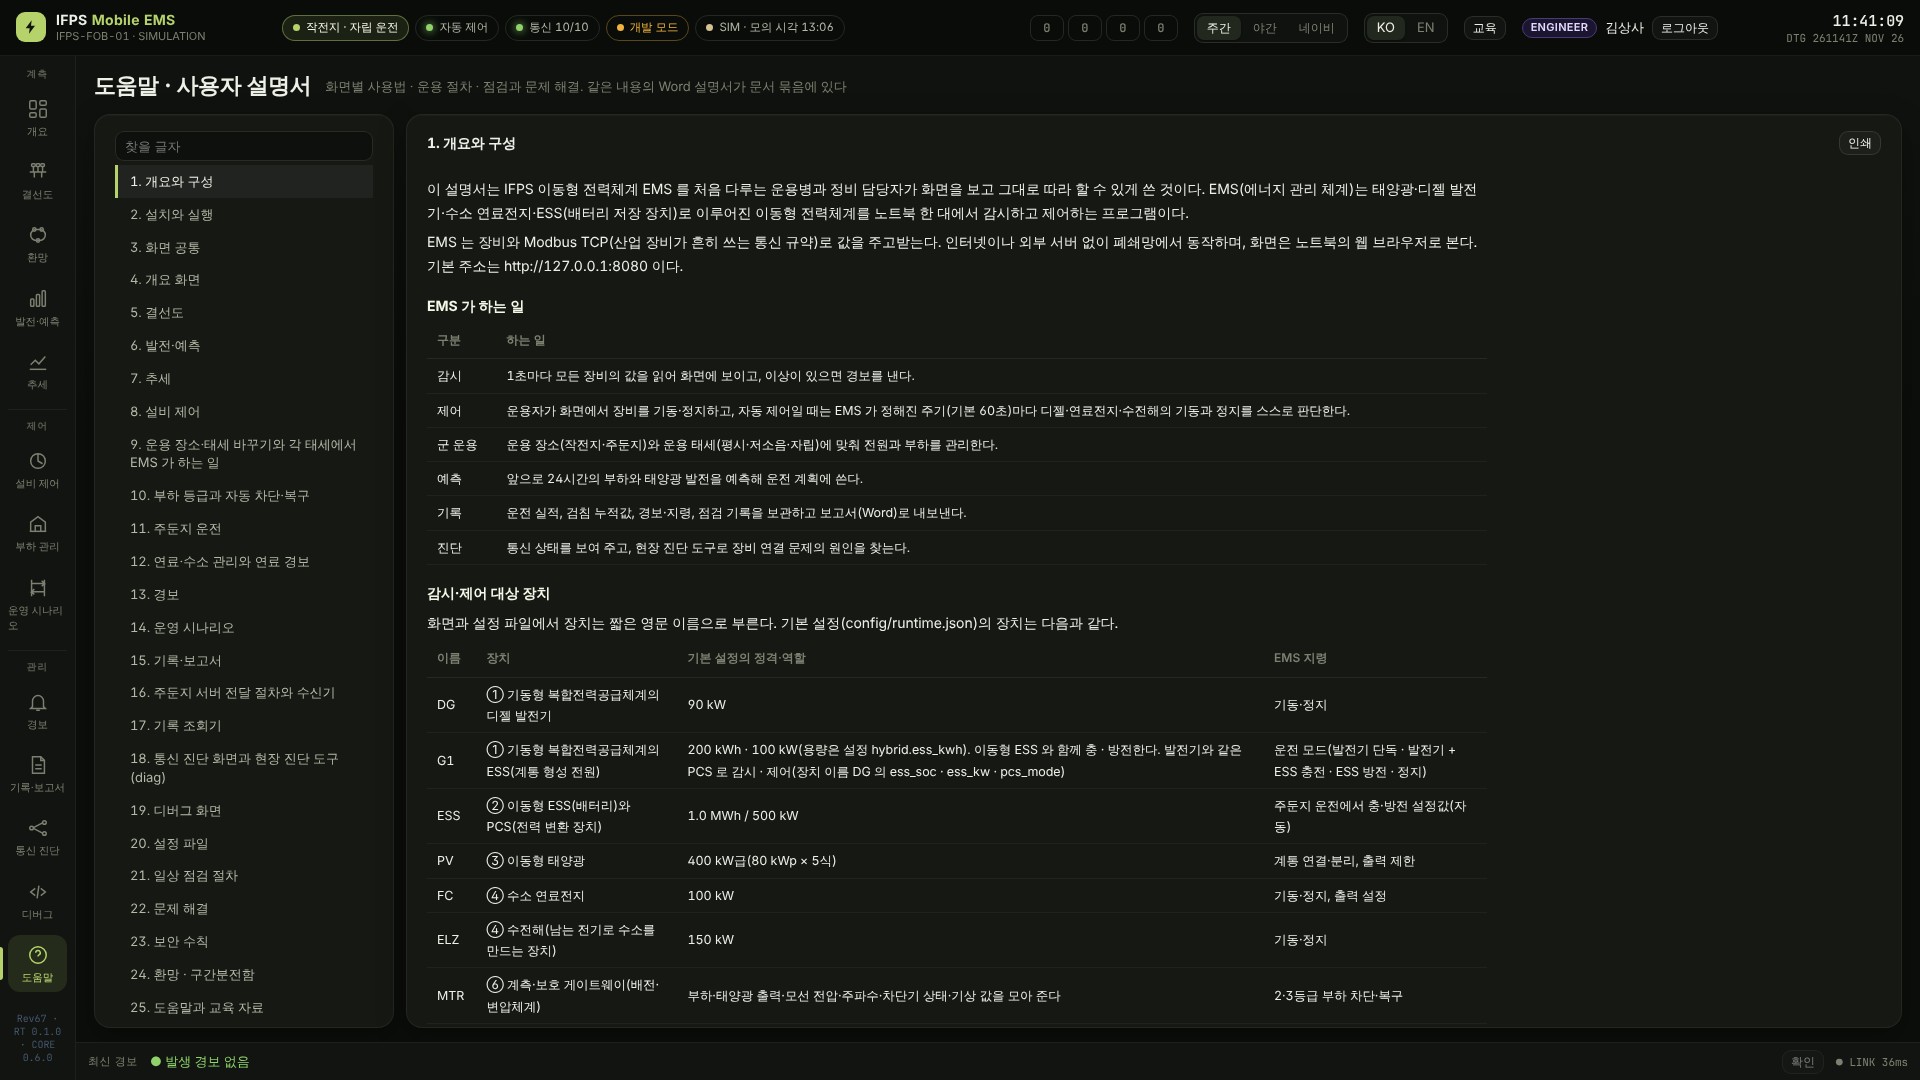 IFPS Mobile EMS
IFPS-FOB-01 · SIMULATION
작전지 · 자립 운전
자동 제어
통신 10/10
개발 모드
SIM · 모의 시각 13:06
0 0 0 0
주간 야간 네이비
KO EN
교육
ENGINEER 김상사 로그아웃
11:41:09
DTG 261141Z NOV 26
계측
개요
결선도
환망
발전·예측
추세
제어
설비 제어
부하 관리
운영 시나리
오
관리
경보
기록·보고서
통신 진단
디버그
도움말
Rev67 ·
RT 0.1.0
· CORE
0.6.0
도움말 · 사용자 설명서
화면별 사용법 · 운용 절차 · 점검과 문제 해결. 같은 내용의 Word 설명서가 문서 묶음에 있다
찾을 글자
1. 개요와 구성
2. 설치와 실행
3. 화면 공통
4. 개요 화면
5. 결선도
6. 발전·예측
7. 추세
8. 설비 제어
9. 운용 장소·태세 바꾸기와 각 태세에서
EMS 가 하는 일
10. 부하 등급과 자동 차단·복구
11. 주둔지 운전
12. 연료·수소 관리와 연료 경보
13. 경보
14. 운영 시나리오
15. 기록·보고서
16. 주둔지 서버 전달 절차와 수신기
17. 기록 조회기
18. 통신 진단 화면과 현장 진단 도구
(diag)
19. 디버그 화면
20. 설정 파일
21. 일상 점검 절차
22. 문제 해결
23. 보안 수칙
24. 환망 · 구간분전함
25. 도움말과 교육 자료
1. 개요와 구성
인쇄
이 설명서는 IFPS 이동형 전력체계 EMS 를 처음 다루는 운용병과 정비 담당자가 화면을 보고 그대로 따라 할 수 있게 쓴 것이다. EMS(에너지 관리 체계)는 태양광·디젤 발전
기·수소 연료전지·ESS(배터리 저장 장치)로 이루어진 이동형 전력체계를 노트북 한 대에서 감시하고 제어하는 프로그램이다.
EMS 는 장비와 Modbus TCP(산업 장비가 흔히 쓰는 통신 규약)로 값을 주고받는다. 인터넷이나 외부 서버 없이 폐쇄망에서 동작하며, 화면은 노트북의 웹 브라우저로 본다.
기본 주소는 http://127.0.0.1:8080 이다.
EMS 가 하는 일
구분 하는 일
감시 1초마다 모든 장비의 값을 읽어 화면에 보이고, 이상이 있으면 경보를 낸다.
제어 운용자가 화면에서 장비를 기동·정지하고, 자동 제어일 때는 EMS 가 정해진 주기(기본 60초)마다 디젤·연료전지·수전해의 기동과 정지를 스스로 판단한다.
군 운용 운용 장소(작전지·주둔지)와 운용 태세(평시·저소음·자립)에 맞춰 전원과 부하를 관리한다.
예측 앞으로 24시간의 부하와 태양광 발전을 예측해 운전 계획에 쓴다.
기록 운전 실적, 검침 누적값, 경보·지령, 점검 기록을 보관하고 보고서(Word)로 내보낸다.
진단 통신 상태를 보여 주고, 현장 진단 도구로 장비 연결 문제의 원인을 찾는다.
감시·제어 대상 장치
화면과 설정 파일에서 장치는 짧은 영문 이름으로 부른다. 기본 설정(config/runtime.json)의 장치는 다음과 같다.
이름 장치 기본 설정의 정격·역할 EMS 지령
DG ① 기동형 복합전력공급체계의 디젤 발전기 90 kW 기동·정지
G1 ① 기동형 복합전력공급체계의 ESS(계통 형성 전원) 200 kWh · 100 kW(용량은 설정 hybrid.ess_kwh). 이동형 ESS 와 함께 충 · 방전한다. 발전기와 같은 PCS 로 감시 · 제어(장치 이름 DG 의 ess_soc · ess_kw · pcs_mode) 운전 모드(발전기 단독 · 발전기 + ESS 충전 · ESS 방전 · 정지)
ESS ② 이동형 ESS(배터리)와 PCS(전력 변환 장치) 1.0 MWh / 500 kW 주둔지 운전에서 충·방전 설정값(자동)
PV ③ 이동형 태양광 400 kW급(80 kWp × 5식) 계통 연결·분리, 출력 제한
FC ④ 수소 연료전지 100 kW 기동·정지, 출력 설정
ELZ ④ 수전해(남는 전기로 수소를 만드는 장치) 150 kW 기동·정지
MTR ⑥ 계측·보호 게이트웨이(배전·변압체계) 부하·태양광 출력·모선 전압·주파수·차단기 상태·기상 값을 모아 준다 2·3등급 부하 차단·복구
최신 경보 발생 경보 없음
확인
LINK 36ms